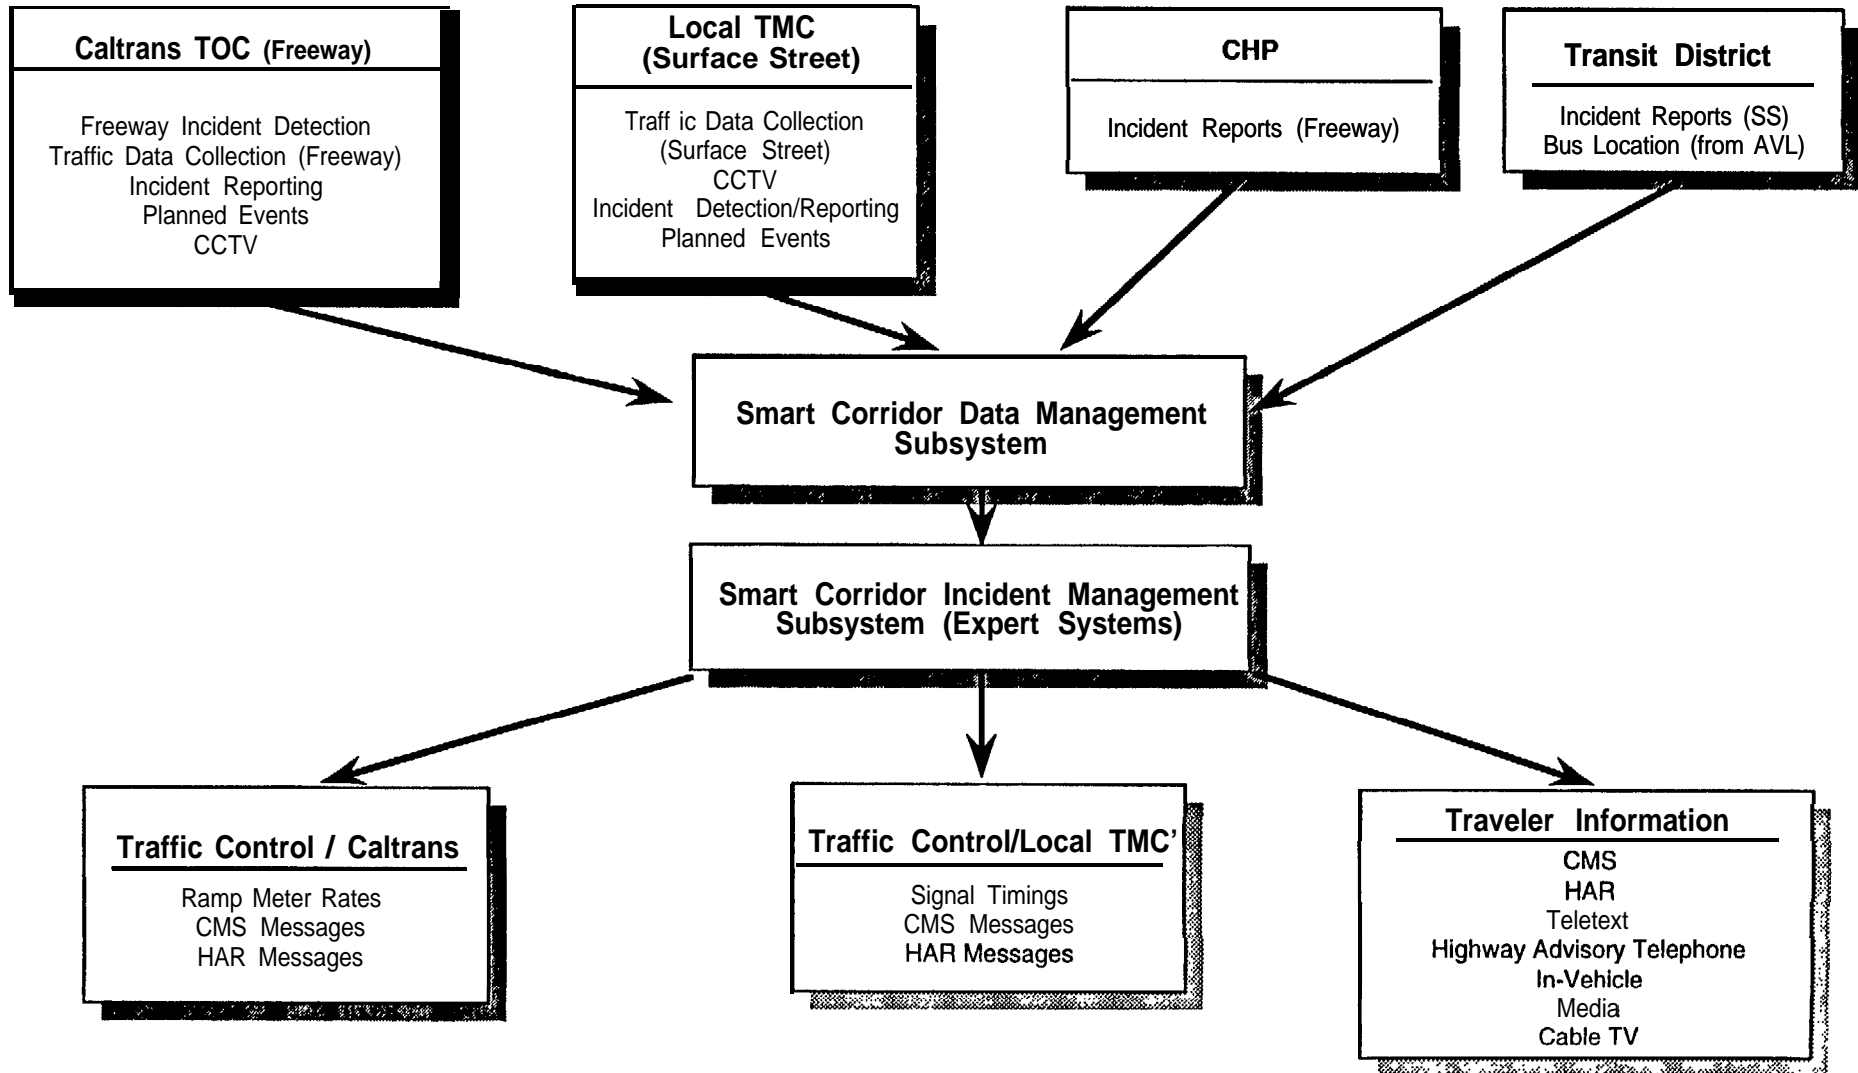 Caltrans TOC (Freeway)
Freeway Incident Detection
Traffic Data Collection (Freeway)
Incident Reporting
Planned Events
CCTV
Local TMC
(Surface Street)
Traff ic Data Collection
(Surface Street)
CCTV
Incident Detection/Reporting
Planned Events
CHP
Incident Reports (Freeway)
Transit District
Incident Reports (SS)
Bus Location (from AVL)
Smart Corridor Data Management
Subsystem
Smart Corridor Incident Management
Subsystem (Expert Systems)
Traffic Control / Caltrans
Ramp Meter Rates
CMS Messages
HAR Messages
Traffic Control/Local TMC'
Signal Timings
CMS Messages
HAR Messages
Traveler Information
CMS
HAR
Teletext
Highway Advisory Telephone
In-Vehicle
Media
Cable TV